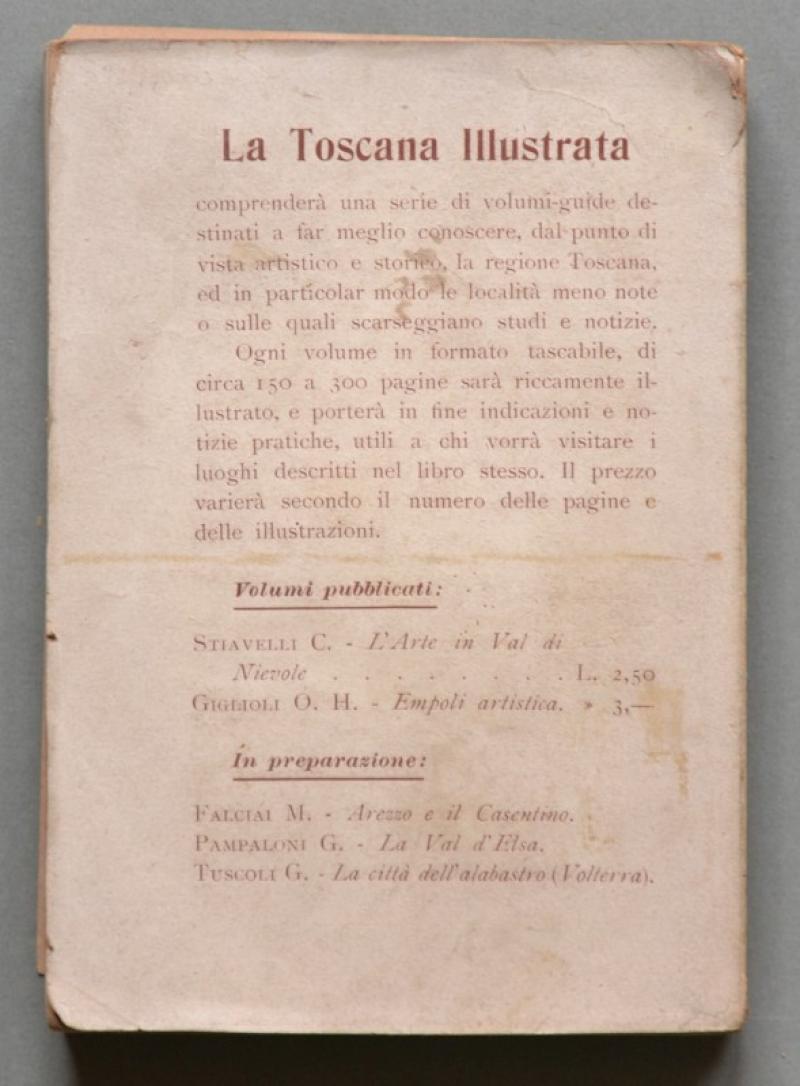 La Toscana Illustrata
comprenderà una serie di volumi-guide de-
stinati a far meglio conoscere, dal punto di
vista artistico e storico, la regione Toscana,
ed in particolar modo le località meno note
o sulle quali scarseggiano studi e notizie.
Ogni volume in formato tascabile, di
circa 150 a 300 pagine sarà riccamente il-
lustrato, e porterà in fine indicazioni e no-
tizie pratiche, utili a chi vorrà visitare i
luoghi descritti nel libro stesso. Il prezzo
varierà secondo il numero delle pagine e
delle illustrazioni.
Volumi pubblicati:
STIAVELLI C. - L'Arte in Val di
Nievole . . . . . . . . L. 2,50
GIGLIOLI O. H. - Empoli artistica. » 3,—
In preparazione:
FALCIAI M. - Arezzo e il Casentino.
PAMPALONI G. - La Val d'Elsa.
TUSCOLI G. - La città dell'alabastro (Volterra).